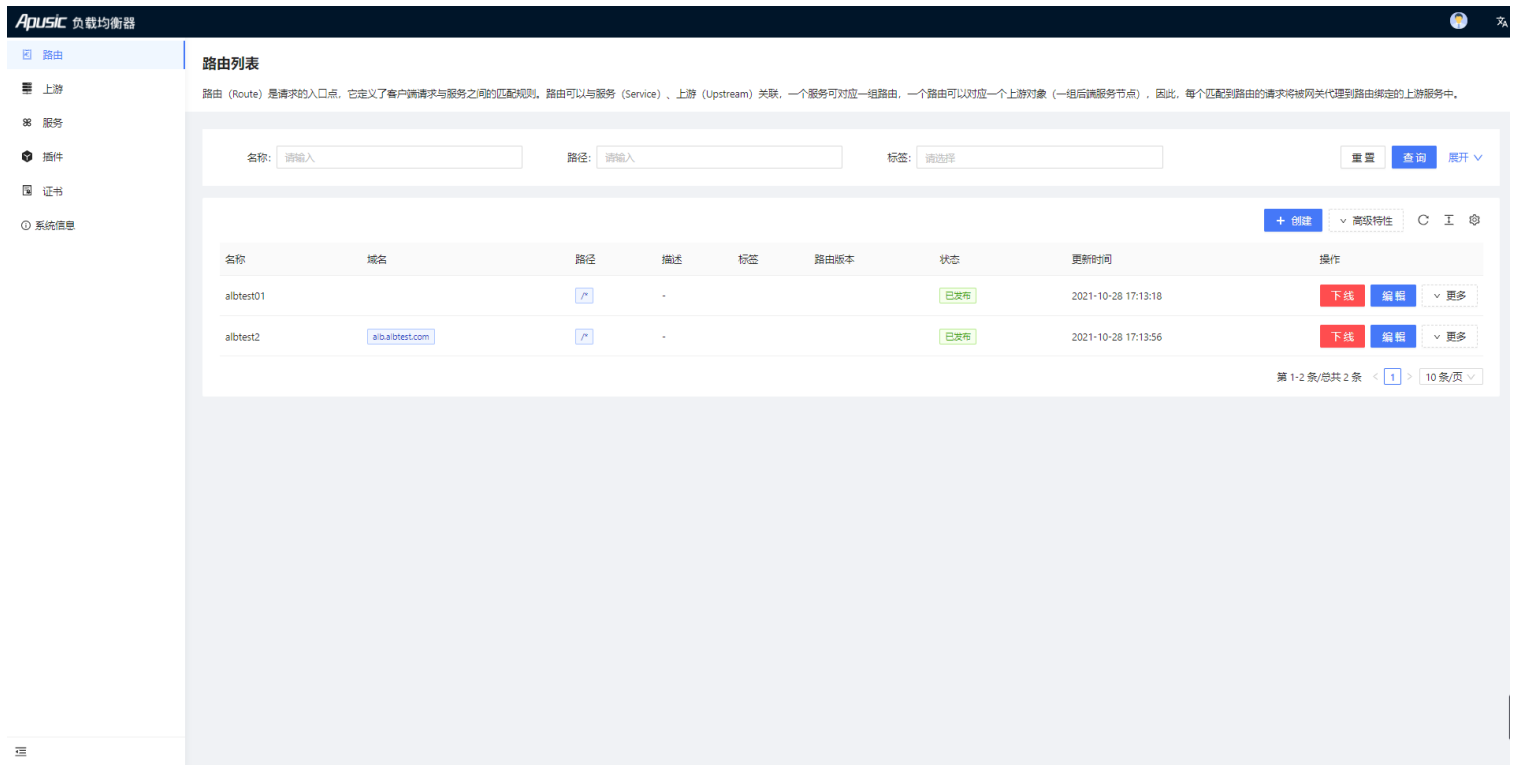 Apusic 负载均衡器
路由
上游
服务
插件
证书
系统信息
路由列表
路由（Route）是请求的入口点，它定义了客户端请求与服务之间的匹配规则。路由可以与服务（Service）、上游（Upstream）关联，一个服务可对应一组路由，一个路由可以对应一个上游对象（一组后端服务节点），因此，每个匹配到路由的请求将被网关代理到路由绑定的上游服务中。
名称: 请输入 路径: 请输入 标签: 请选择 重置 查询 展开
+ 创建 高级特性
名称 域名 路径 描述 标签 路由版本 状态 更新时间 操作
albtest01 /* - 已发布 2021-10-28 17:13:18 下线 编辑 更多
albtest2 alb.albtest.com /* - 已发布 2021-10-28 17:13:56 下线 编辑 更多
第 1-2 条/总共 2 条 < 1 > 10 条/页